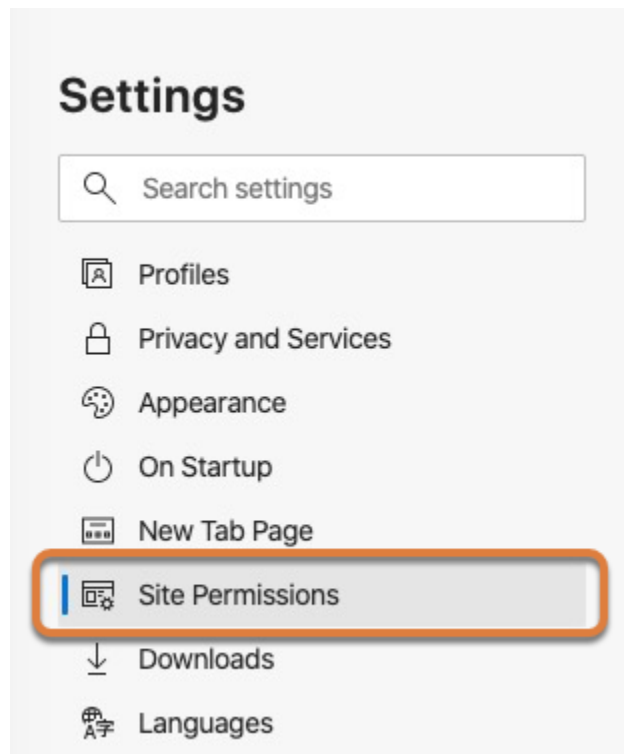 Settings
Search settings
Profiles
Privacy and Services
Appearance
On Startup
New Tab Page
Site Permissions
Downloads
Languages